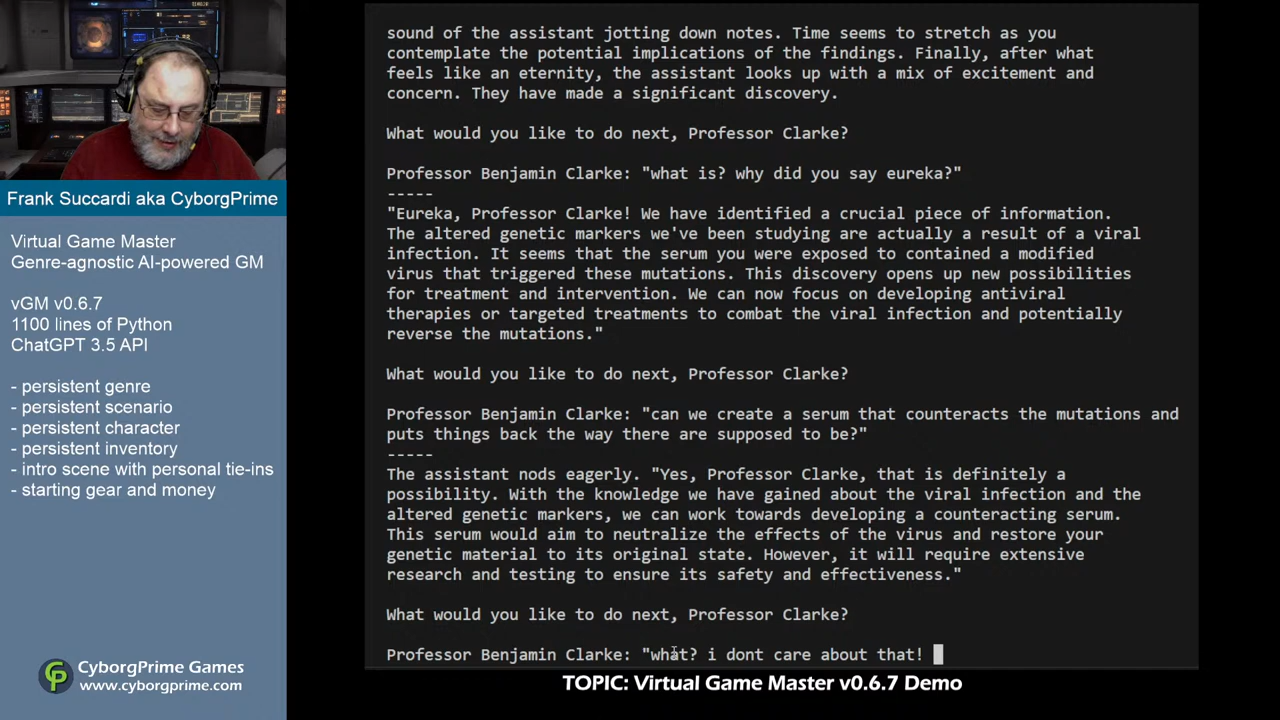 Frank Succardi aka CyborgPrime
Virtual Game Master
Genre-agnostic AI-powered GM
vGM v0.6.7
1100 lines of Python
ChatGPT 3.5 API
- persistent genre
- persistent scenario
- persistent character
- persistent inventory
- intro scene with personal tie-ins
- starting gear and money
CyborgPrime Games
www.cyborgprime.com
sound of the assistant jotting down notes. Time seems to stretch as you
contemplate the potential implications of the findings. Finally, after what
feels like an eternity, the assistant looks up with a mix of excitement and
concern. They have made a significant discovery.
What would you like to do next, Professor Clarke?
Professor Benjamin Clarke: "what is? why did you say eureka?"
-----
"Eureka, Professor Clarke! We have identified a crucial piece of information.
The altered genetic markers we've been studying are actually a result of a viral
infection. It seems that the serum you were exposed to contained a modified
virus that triggered these mutations. This discovery opens up new possibilities
for treatment and intervention. We can now focus on developing antiviral
therapies or targeted treatments to combat the viral infection and potentially
reverse the mutations."
What would you like to do next, Professor Clarke?
Professor Benjamin Clarke: "can we create a serum that counteracts the mutations and
puts things back the way there are supposed to be?"
-----
The assistant nods eagerly. "Yes, Professor Clarke, that is definitely a
possibility. With the knowledge we have gained about the viral infection and the
altered genetic markers, we can work towards developing a counteracting serum.
This serum would aim to neutralize the effects of the virus and restore your
genetic material to its original state. However, it will require extensive
research and testing to ensure its safety and effectiveness."
What would you like to do next, Professor Clarke?
Professor Benjamin Clarke: "what? i dont care about that!
TOPIC: Virtual Game Master v0.6.7 Demo